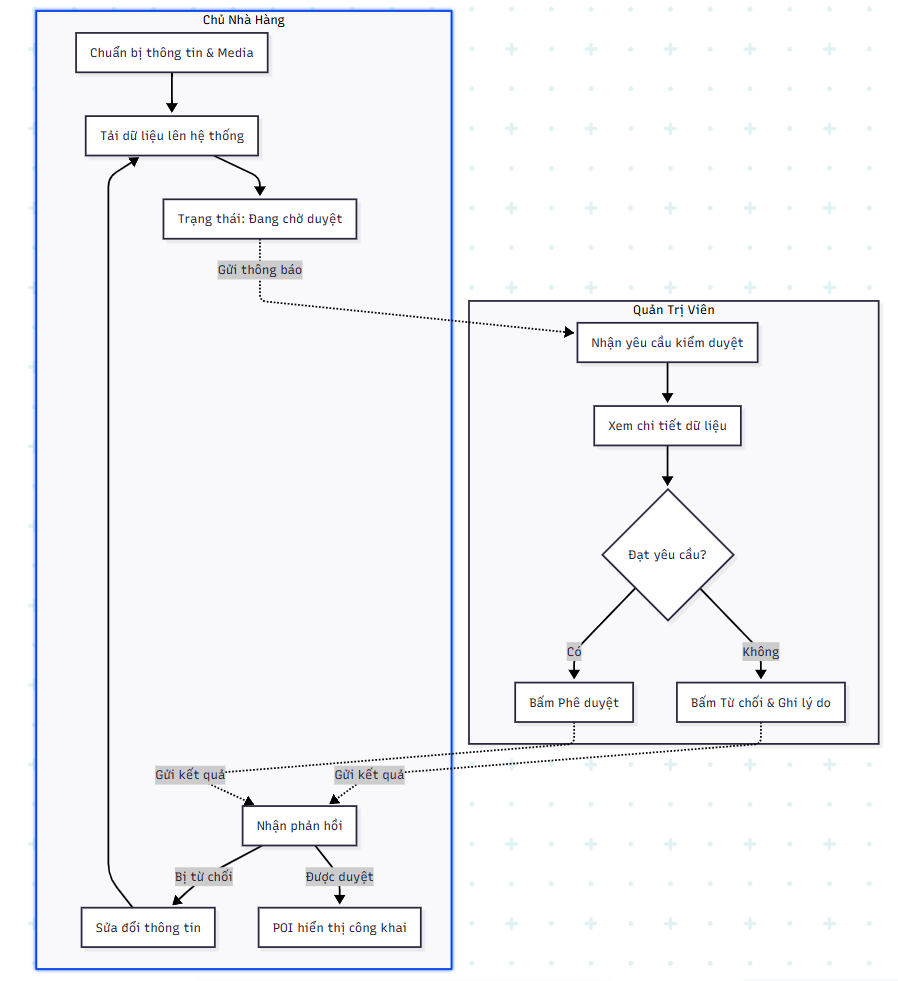 Chủ Nhà Hàng
Chuẩn bị thông tin & Media
Tải dữ liệu lên hệ thống
Trạng thái: Đang chờ duyệt
Gửi thông báo
Quản Trị Viên
Nhận yêu cầu kiểm duyệt
Xem chi tiết dữ liệu
Đạt yêu cầu?
Có
Không
Bấm Phê duyệt
Bấm Từ chối & Ghi lý do
Gửi kết quả
Gửi kết quả
Nhận phản hồi
Bị từ chối
Được duyệt
Sửa đổi thông tin
POI hiển thị công khai